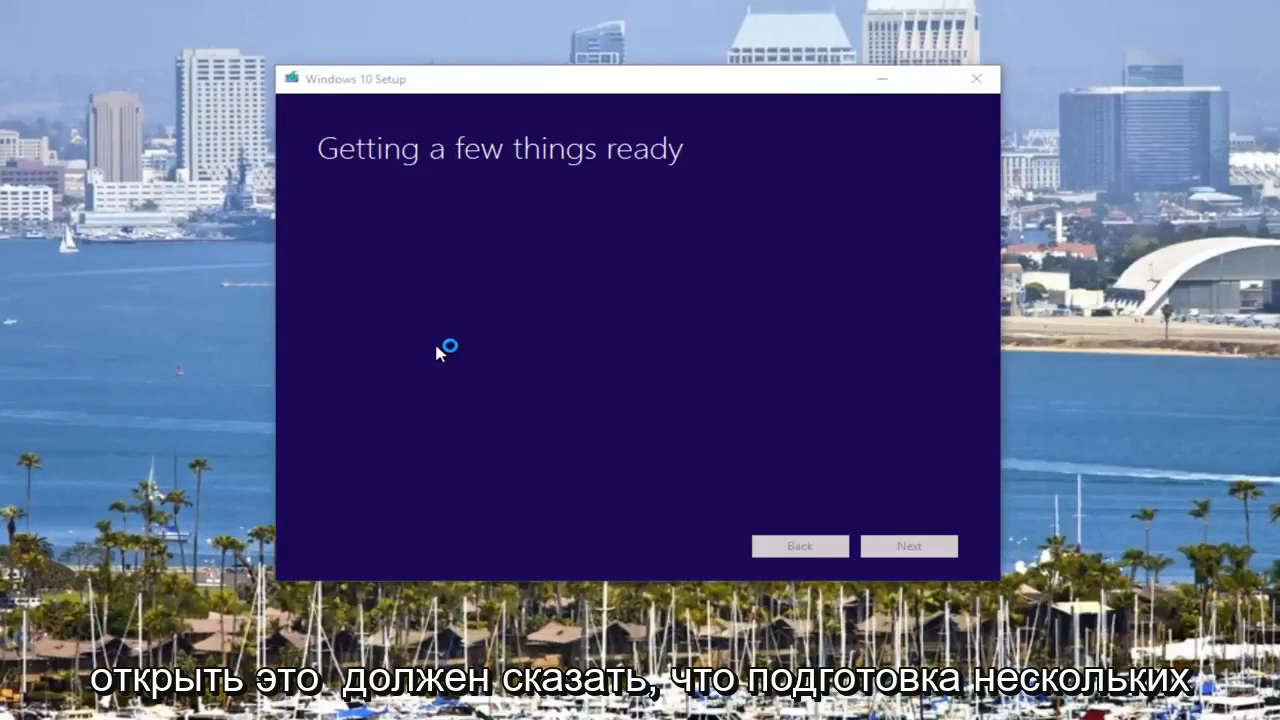 Windows 10 Setup
Getting a few things ready
Back
Next
открыть это должен сказать, что подготовка нескольких